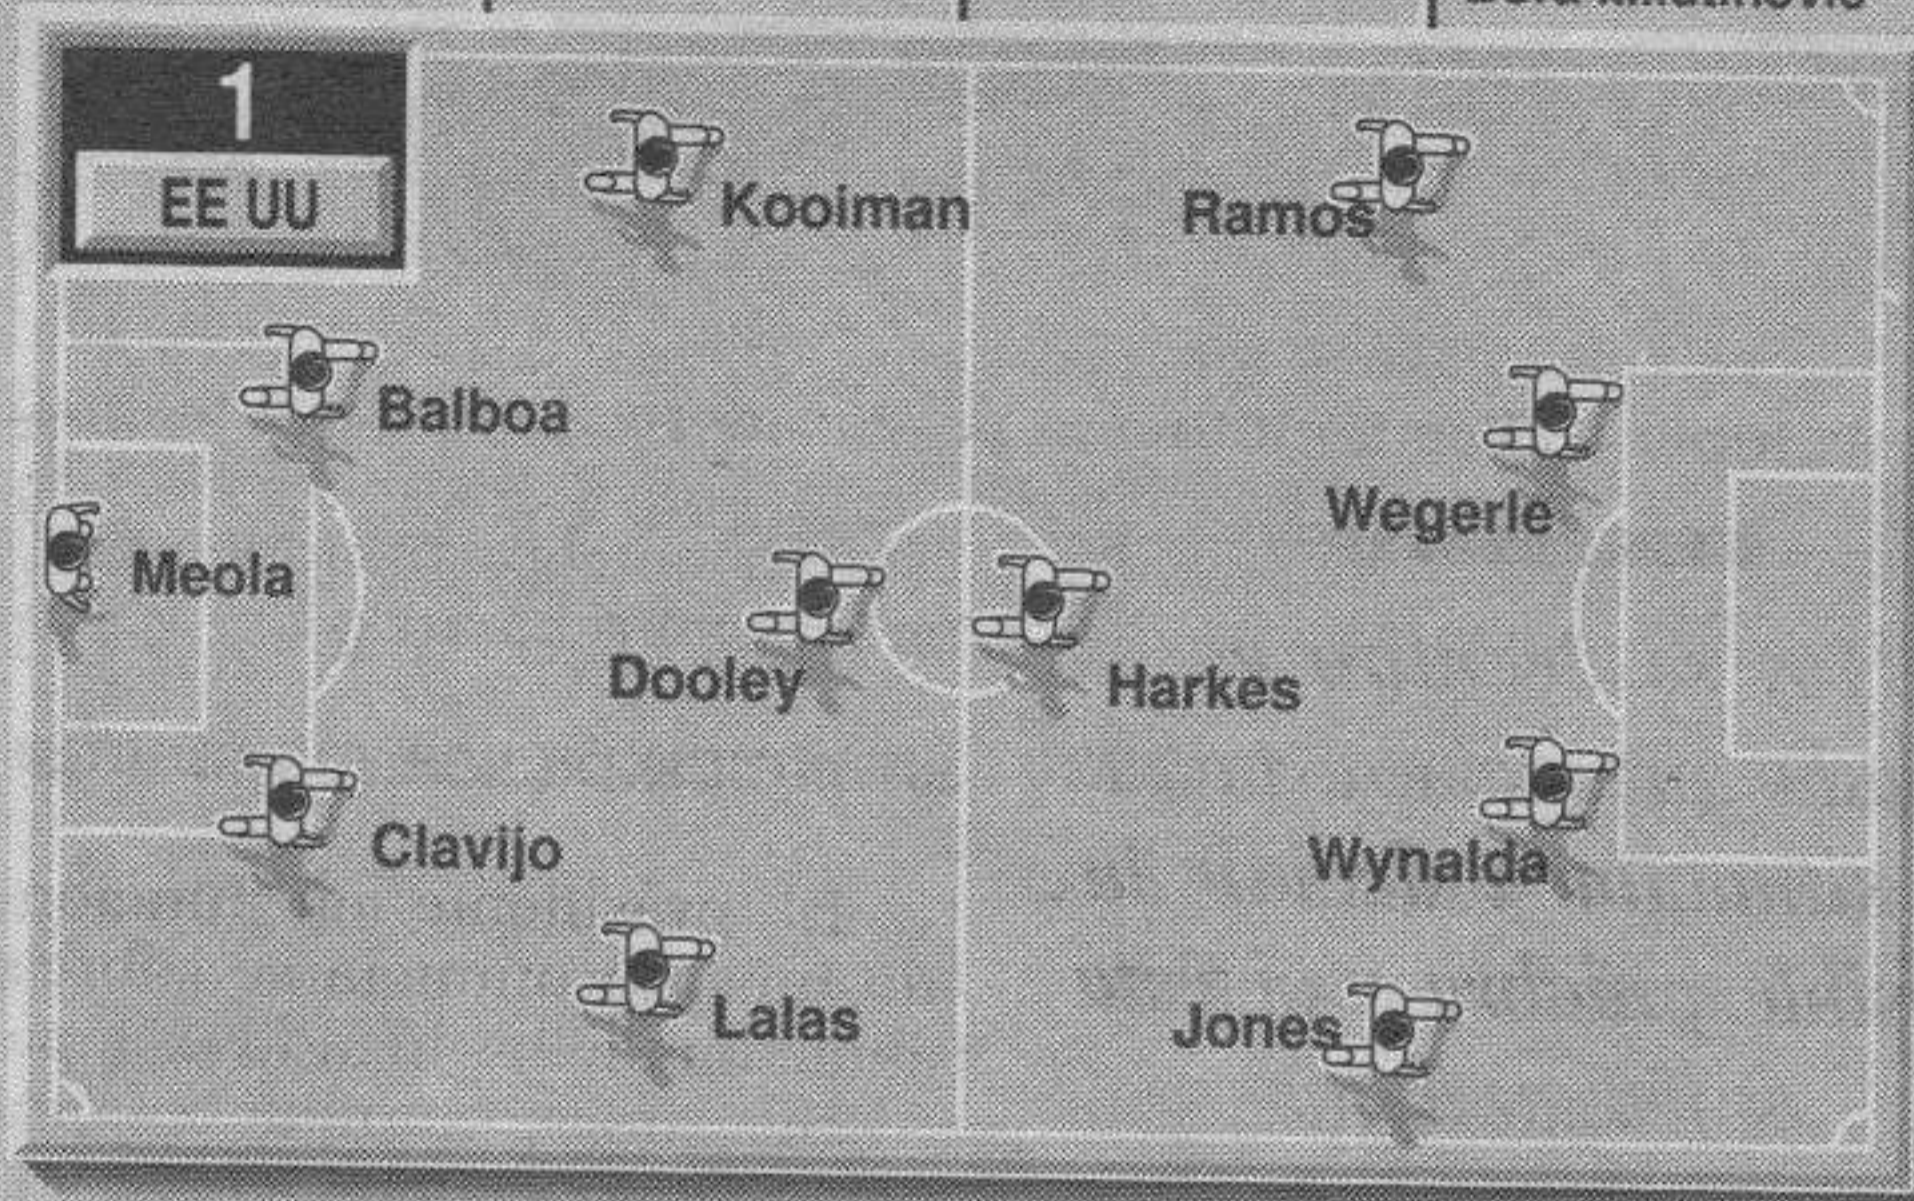 1
EE UU
Kooiman
Ramos
Balboa
Wegerle
Meola
Dooley
Harkes
Clavijo
Wynalda
Lalas
Jones